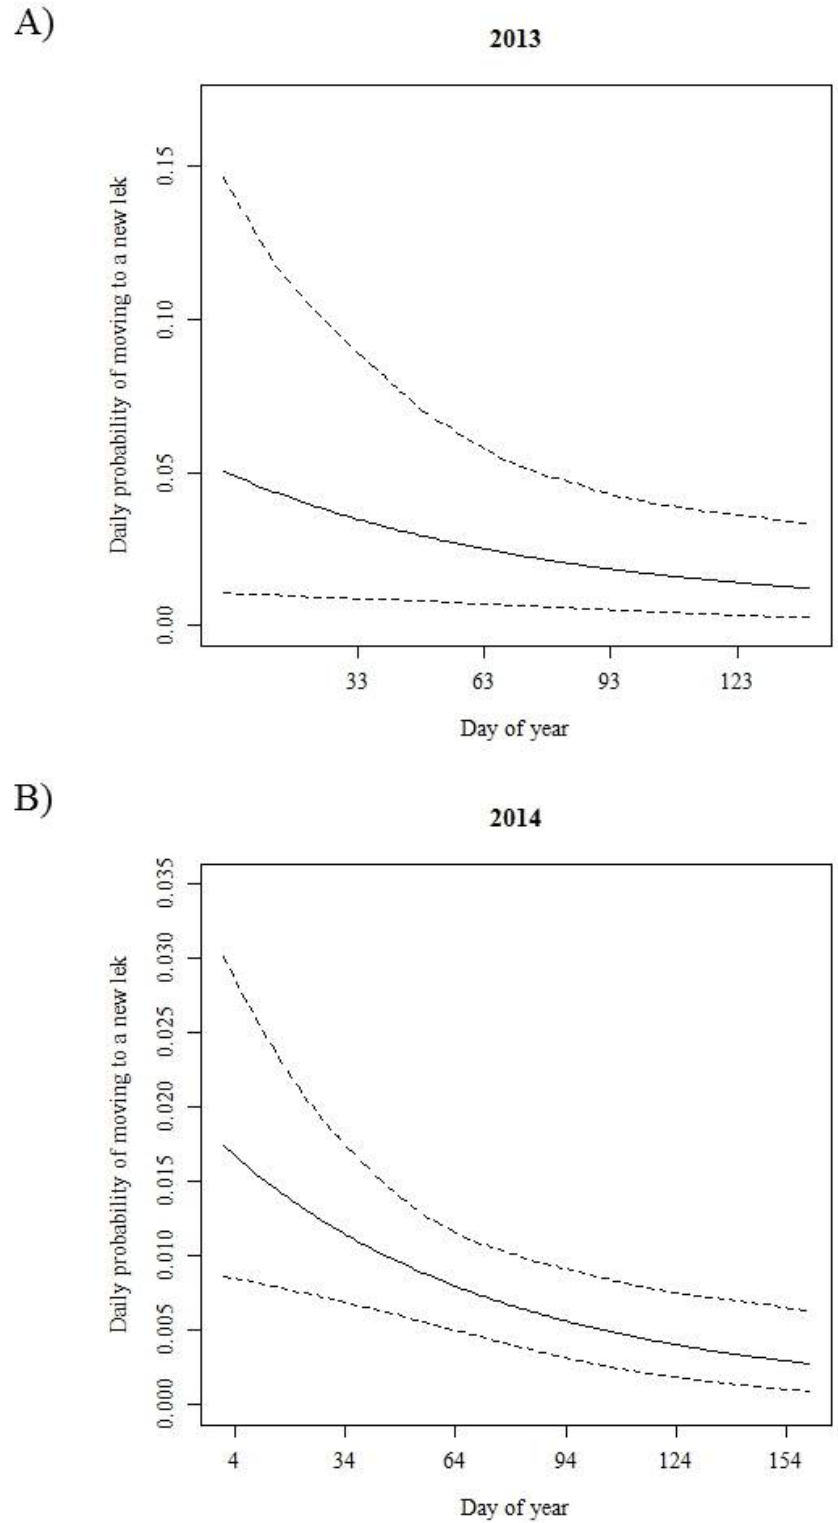 A)
2013
Daily probability of moving to a new lek
0.15
0.10
0.05
0.00
33 63 93 123
Day of year
B)
2014
Daily probability of moving to a new lek
0.035
0.030
0.025
0.020
0.015
0.010
0.005
0.000
4 34 64 94 124 154
Day of year